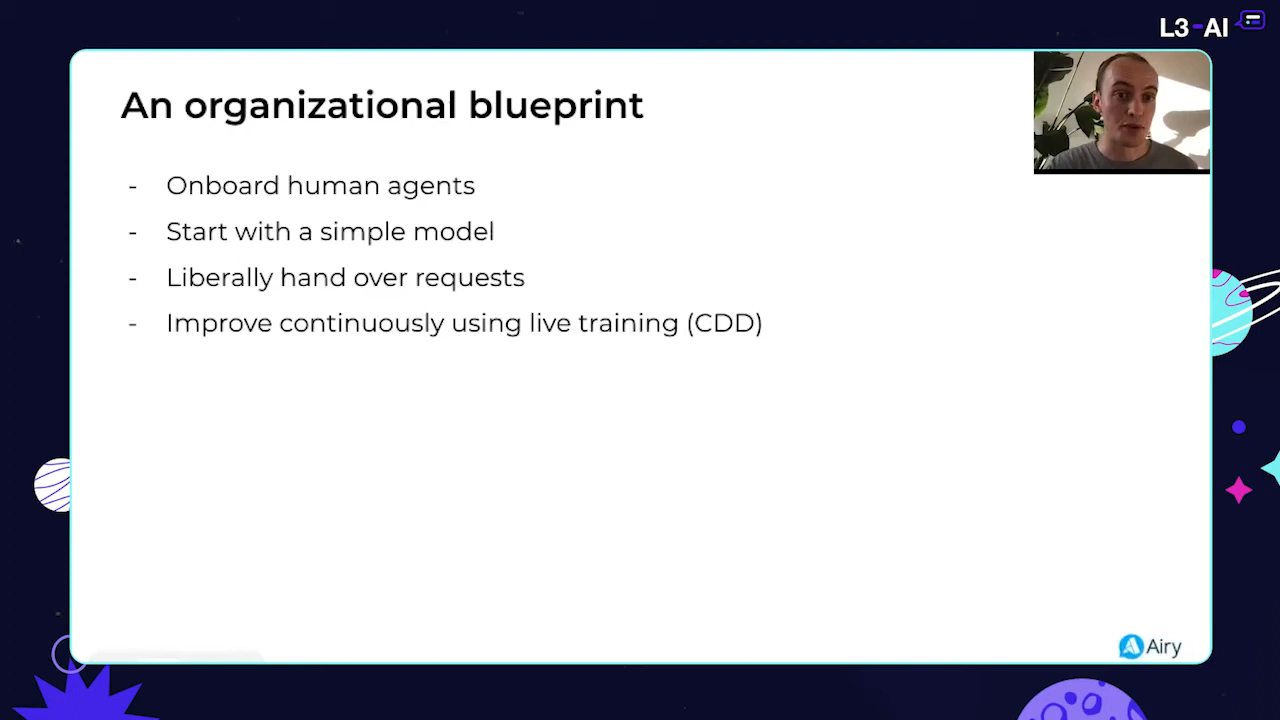 L3-AI
An organizational blueprint
- Onboard human agents
- Start with a simple model
- Liberally hand over requests
- Improve continuously using live training (CDD)
Airy